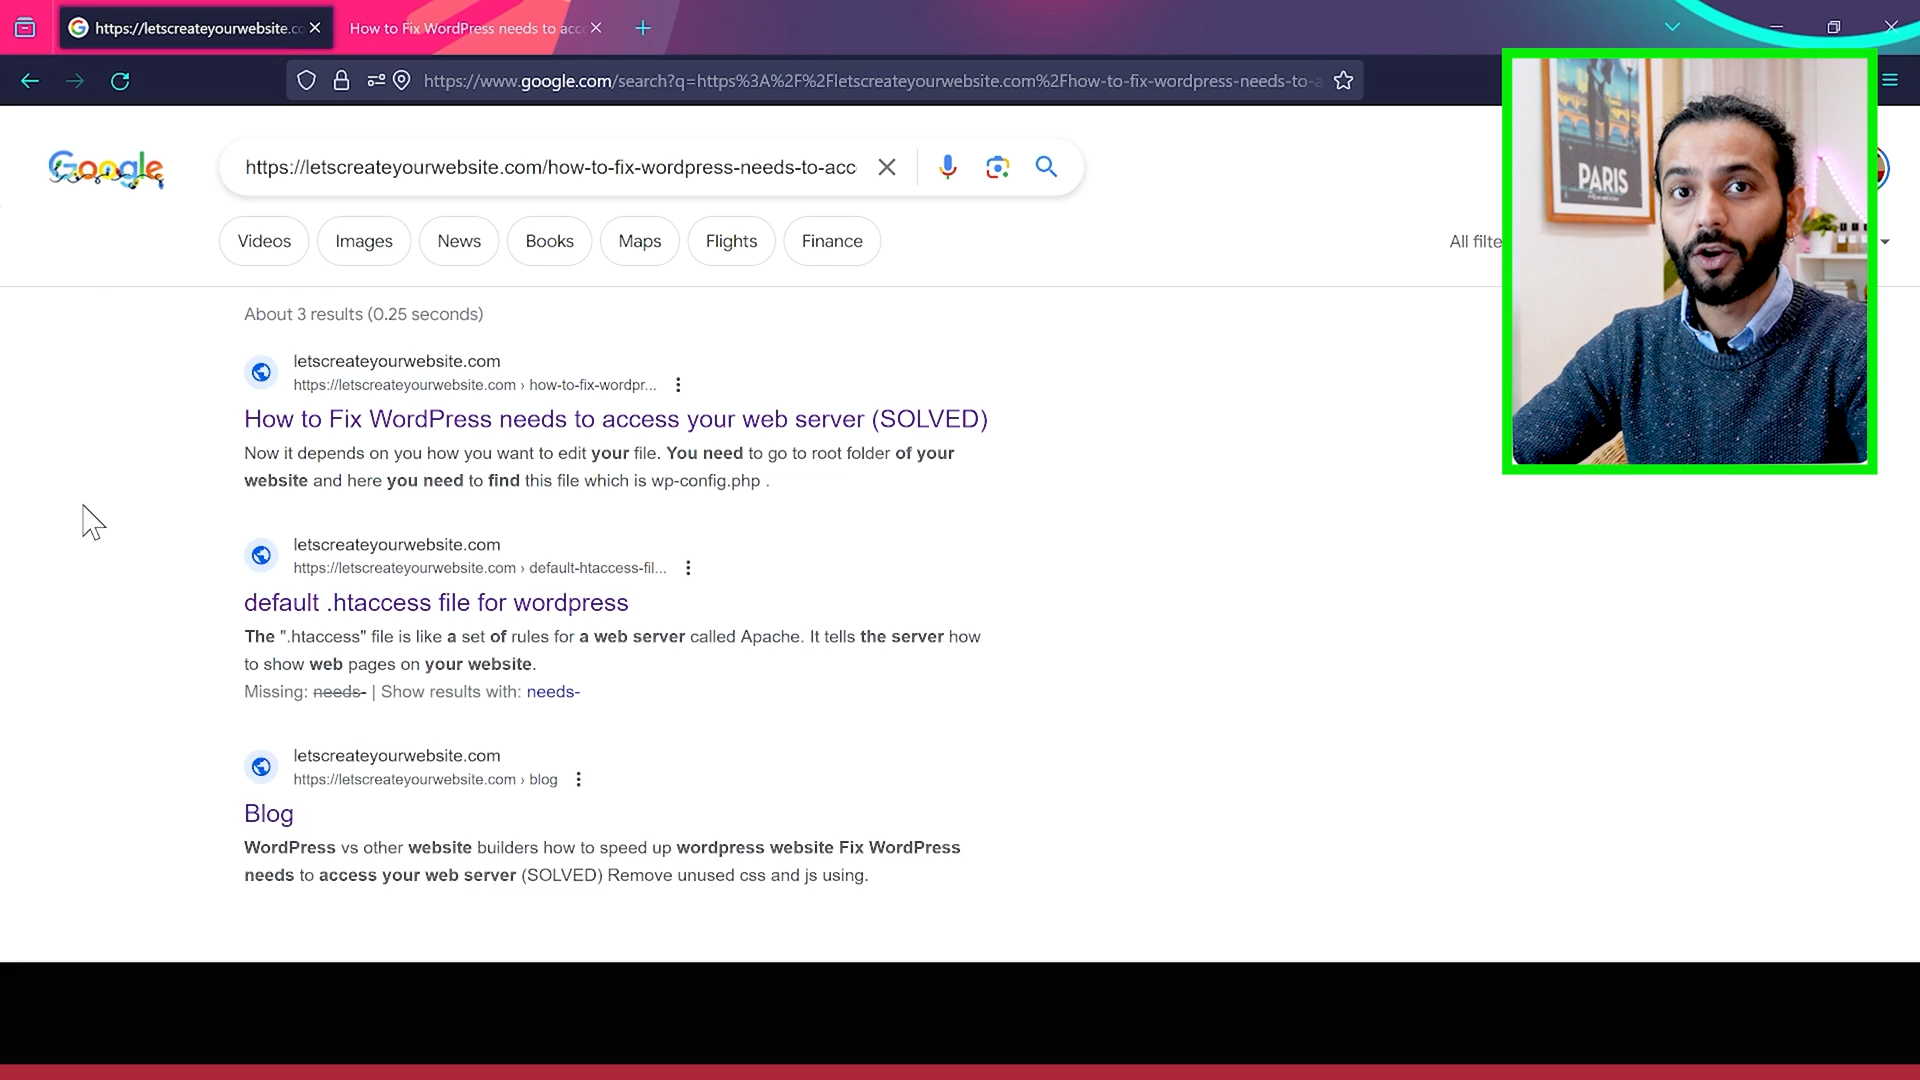 https://letscreateyourwebsite.co
How to Fix WordPress needs to acce
https://www.google.com/search?q=https%3A%2F%2Fletscreateyourwebsite.com%2Fhow-to-fix-wordpress-needs-to-a
PARIS
Google
https://letscreateyourwebsite.com/how-to-fix-wordpress-needs-to-acc
Videos
Images
News
Books
Maps
Flights
Finance
All filte
About 3 results (0.25 seconds)
letscreateyourwebsite.com
https://letscreateyourwebsite.com › how-to-fix-wordpr...
How to Fix WordPress needs to access your web server (SOLVED)
Now it depends on you how you want to edit your file. You need to go to root folder of your
website and here you need to find this file which is wp-config.php .
letscreateyourwebsite.com
https://letscreateyourwebsite.com › default-htaccess-fil...
default .htaccess file for wordpress
The ".htaccess" file is like a set of rules for a web server called Apache. It tells the server how
to show web pages on your website.
Missing: needs- | Show results with: needs-
letscreateyourwebsite.com
https://letscreateyourwebsite.com › blog
Blog
WordPress vs other website builders how to speed up wordpress website Fix WordPress
needs to access your web server (SOLVED) Remove unused css and js using.